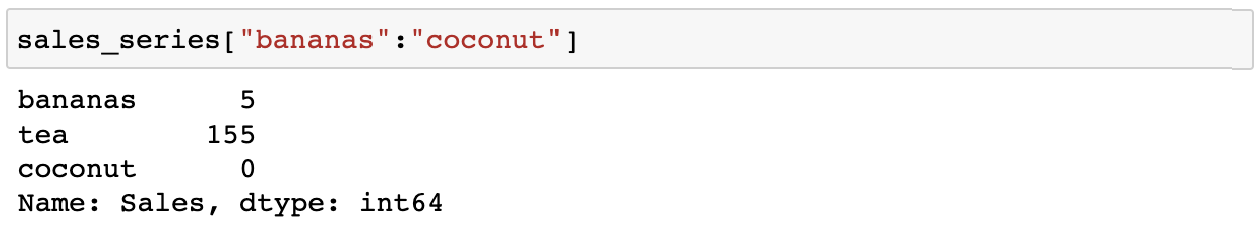 sales_series["bananas":"coconut"]
bananas      5
tea        155
coconut      0
Name: Sales, dtype: int64